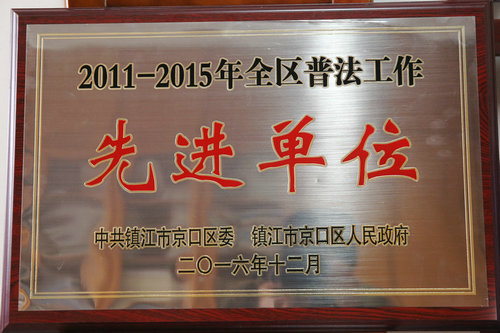 2011-2015年全区普法工作
先进单位
中共镇江市京口区委 镇江市京口区人民政府
二〇一六年十二月